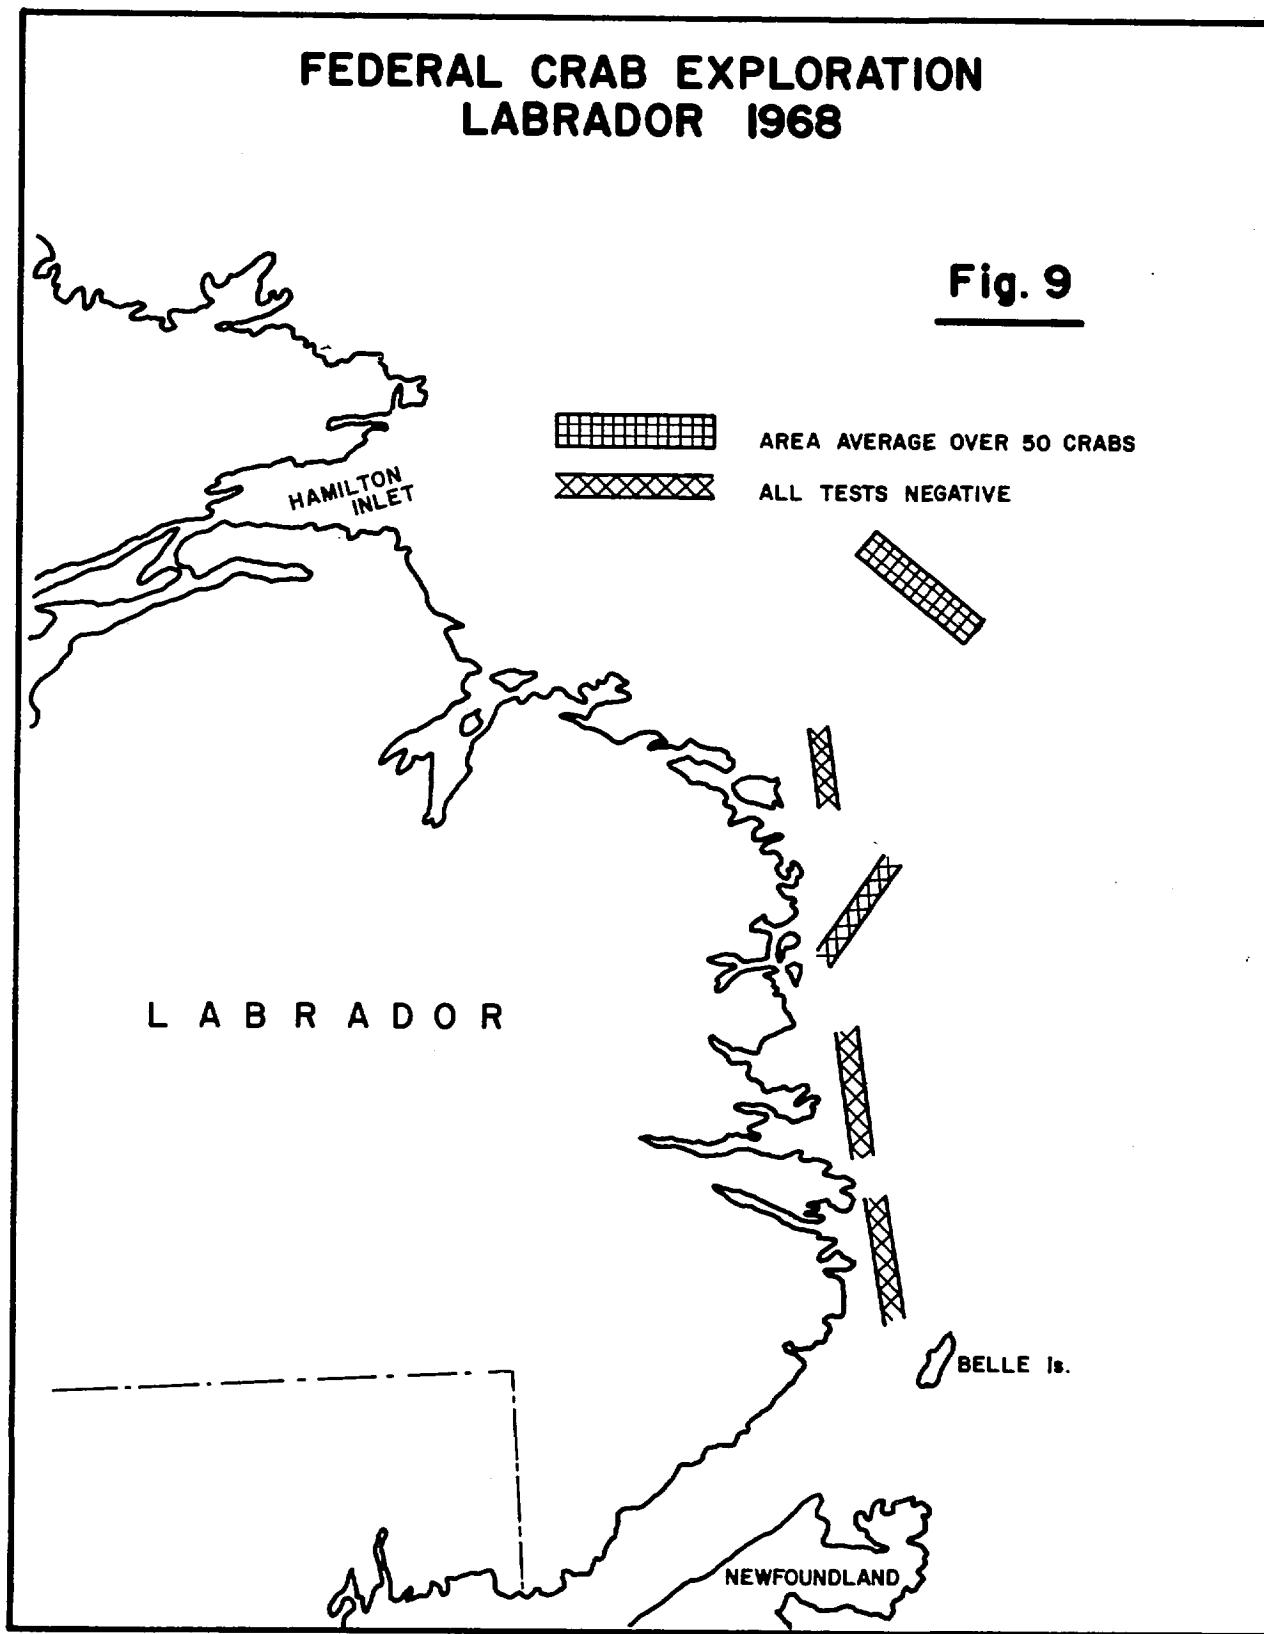 FEDERAL CRAB EXPLORATION
LABRADOR 1968
Fig. 9
AREA AVERAGE OVER 50 CRABS
ALL TESTS NEGATIVE
HAMILTON
INLET
LABRADOR
BELLE Is.
NEWFOUNDLAND